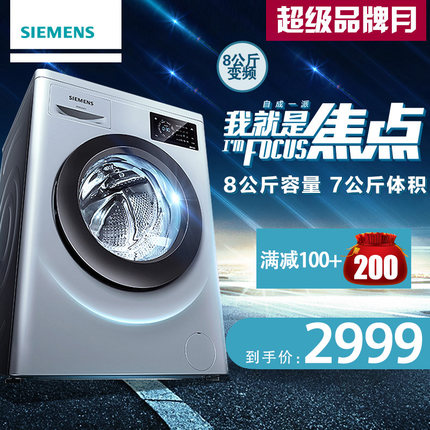 SIEMENS
超级品牌月
8公斤
变频
自成一派
我就是焦点
I'M FOCUS
8公斤容量 7公斤体积
SIEMENS
满减100+
200
到手价: 2999